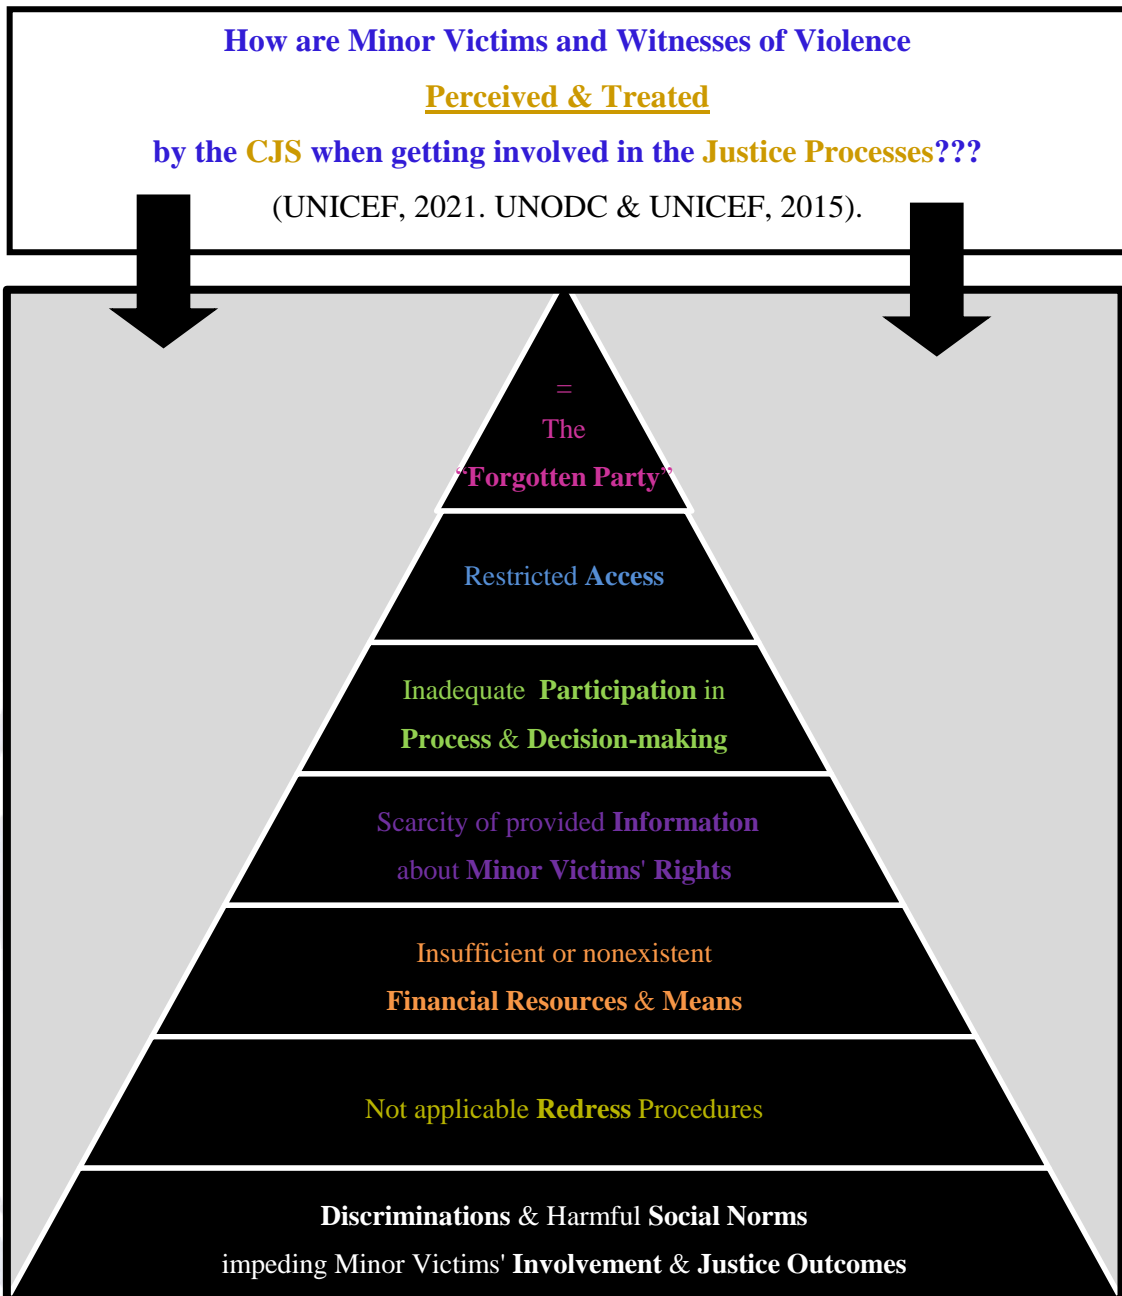 How are Minor Victims and Witnesses of Violence
Perceived & Treated
by the CJS when getting involved in the Justice Processes???
(UNICEF, 2021. UNODC & UNICEF, 2015).
=
The
“Forgotten Party”
Restricted Access
Inadequate Participation in
Process & Decision-making
Scarcity of provided Information
about Minor Victims' Rights
Insufficient or nonexistent
Financial Resources & Means
Not applicable Redress Procedures
Discriminations & Harmful Social Norms
impeding Minor Victims' Involvement & Justice Outcomes